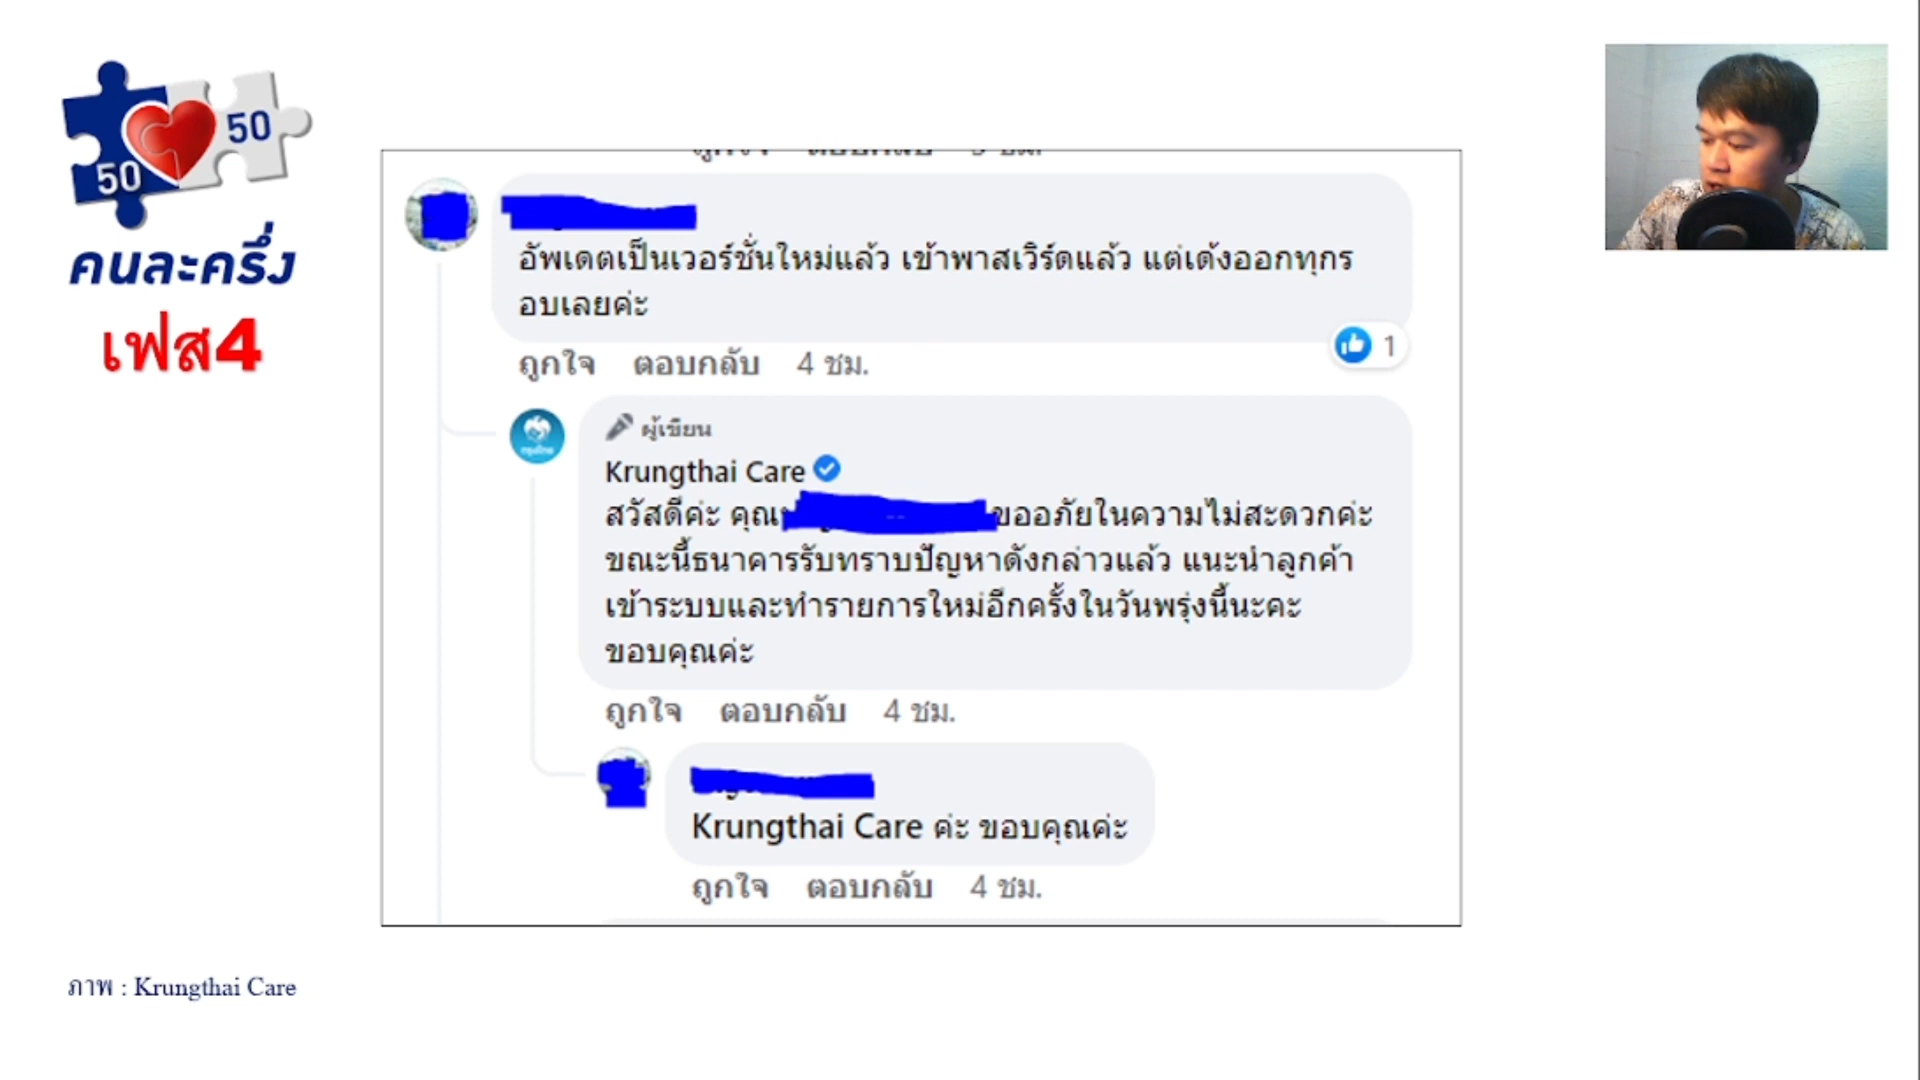 50
50
คนละครึ่ง
เฟส4
อัพเดตเป็นเวอร์ชั่นใหม่แล้ว เข้าพาสเวิร์ดแล้ว แต่เด้งออกทุกร
อบเลยค่ะ
ถูกใจ ตอบกลับ 4 ชม.
1
ผู้เขียน
Krungthai Care
สวัสดีค่ะ คุณ ขออภัยในความไม่สะดวกค่ะ
ขณะนี้ธนาคารรับทราบปัญหาดังกล่าวแล้ว แนะนำลูกค้า
เข้าระบบและทำรายการใหม่อีกครั้งในวันพรุ่งนี้นะคะ
ขอบคุณค่ะ
ถูกใจ ตอบกลับ 4 ชม.
Krungthai Care ค่ะ ขอบคุณค่ะ
ถูกใจ ตอบกลับ 4 ชม.
ภาพ : Krungthai Care